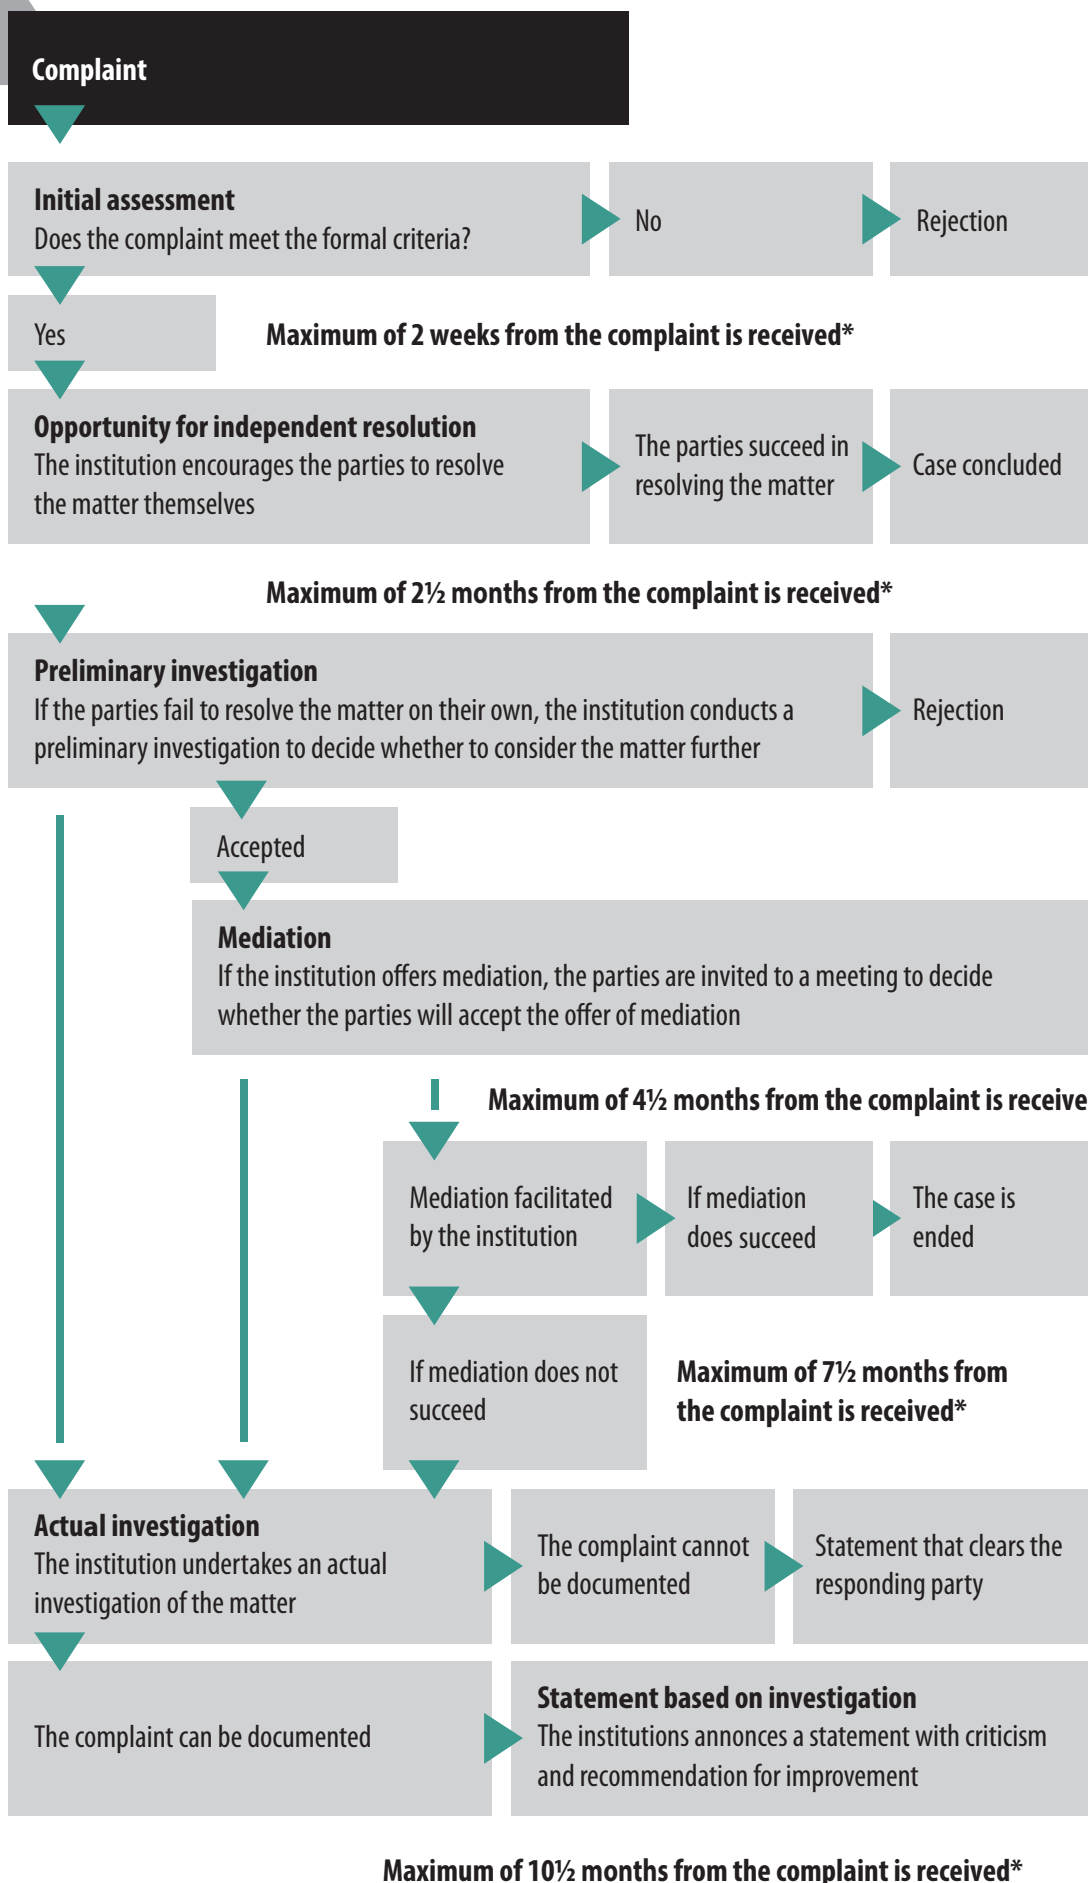 Complaint
Initial assessment
Does the complaint meet the formal criteria?
No
Rejection
Yes
Maximum of 2 weeks from the complaint is received*
Opportunity for independent resolution
The institution encourages the parties to resolve
the matter themselves
The parties succeed in
resolving the matter
Case concluded
Maximum of 2½ months from the complaint is received*
Preliminary investigation
If the parties fail to resolve the matter on their own, the institution conducts a
preliminary investigation to decide whether to consider the matter further
Rejection
Accepted
Mediation
If the institution offers mediation, the parties are invited to a meeting to decide
whether the parties will accept the offer of mediation
Maximum of 4½ months from the complaint is receive
Mediation facilitated
by the institution
If mediation
does succeed
The case is
ended
If mediation does not
succeed
Maximum of 7½ months from
the complaint is received*
Actual investigation
The institution undertakes an actual
investigation of the matter
The complaint cannot
be documented
Statement that clears the
responding party
The complaint can be documented
Statement based on investigation
The institutions annonces a statement with criticism
and recommendation for improvement
Maximum of 10½ months from the complaint is received*